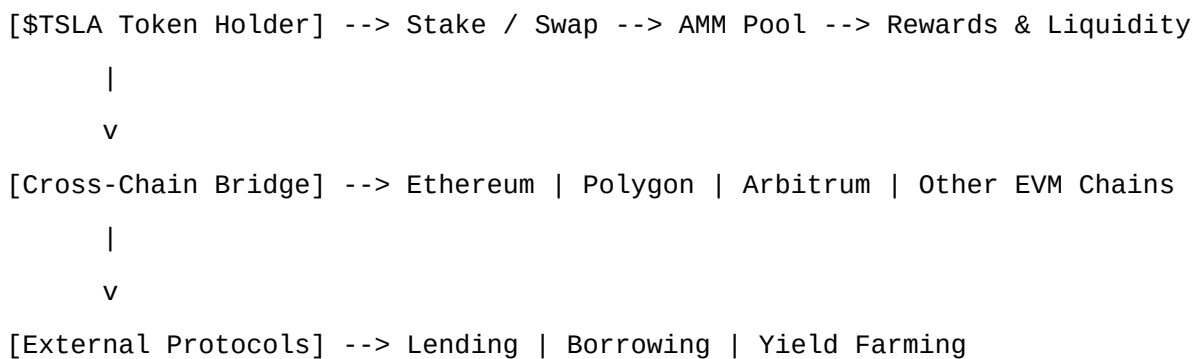 [$TSLA Token Holder] --> Stake / Swap --> AMM Pool --> Rewards & Liquidity
|
v
[Cross-Chain Bridge] --> Ethereum | Polygon | Arbitrum | Other EVM Chains
|
v
[External Protocols] --> Lending | Borrowing | Yield Farming